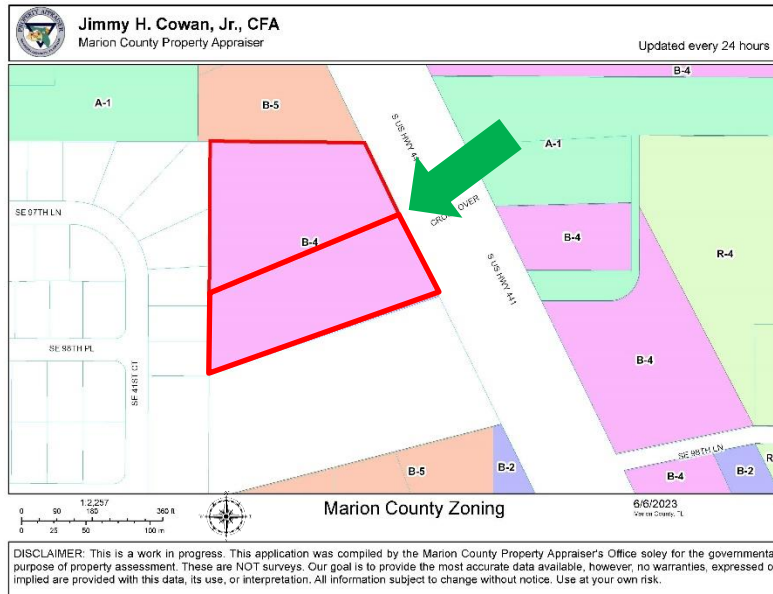 Jimmy H. Cowan, Jr., CFA
Marion County Property Appraiser
Updated every 24 hours
B-4
A-1
B-5
S US HWY 44
A-1
SE 97TH LN
CROSSOVER
B-4
B-4
R-4
S US HWY 441
SE 98TH PL
SE 41ST CT
B-4
SE 98TH LN
B-5
B-2
B-4
B-2
R
1:2,257
0 90 180 360 ft
0 25 50 100 m
Marion County Zoning
6/6/2023
Marion County, FL
DISCLAIMER: This is a work in progress. This application was compiled by the Marion County Property Appraiser's Office soley for the governmenta
purpose of property assessment. These are NOT surveys. Our goal is to provide the most accurate data available, however, no warranties, expressed o
implied are provided with this data, its use, or interpretation. All information subject to change without notice. Use at your own risk.